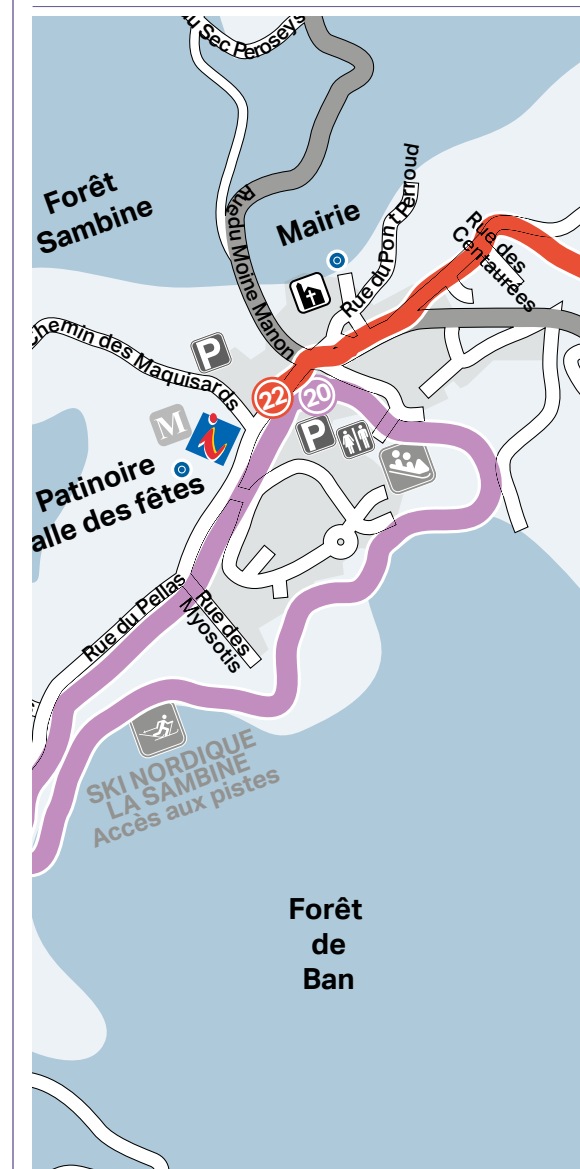 du Sec Peroseys
Forêt
Sambine
Mairie
Rue du Moine Manon
Rue du Pont Perroud
Rue des
Centaurées
Chemin des Maquisards
P
22
20
M
i
P
Patinoire
alle des fêtes
Rue du Pellas
Rue des
Myosotis
SKI NORDIQUE
LA SAMBINE
Accès aux pistes
Forêt
de
Ban